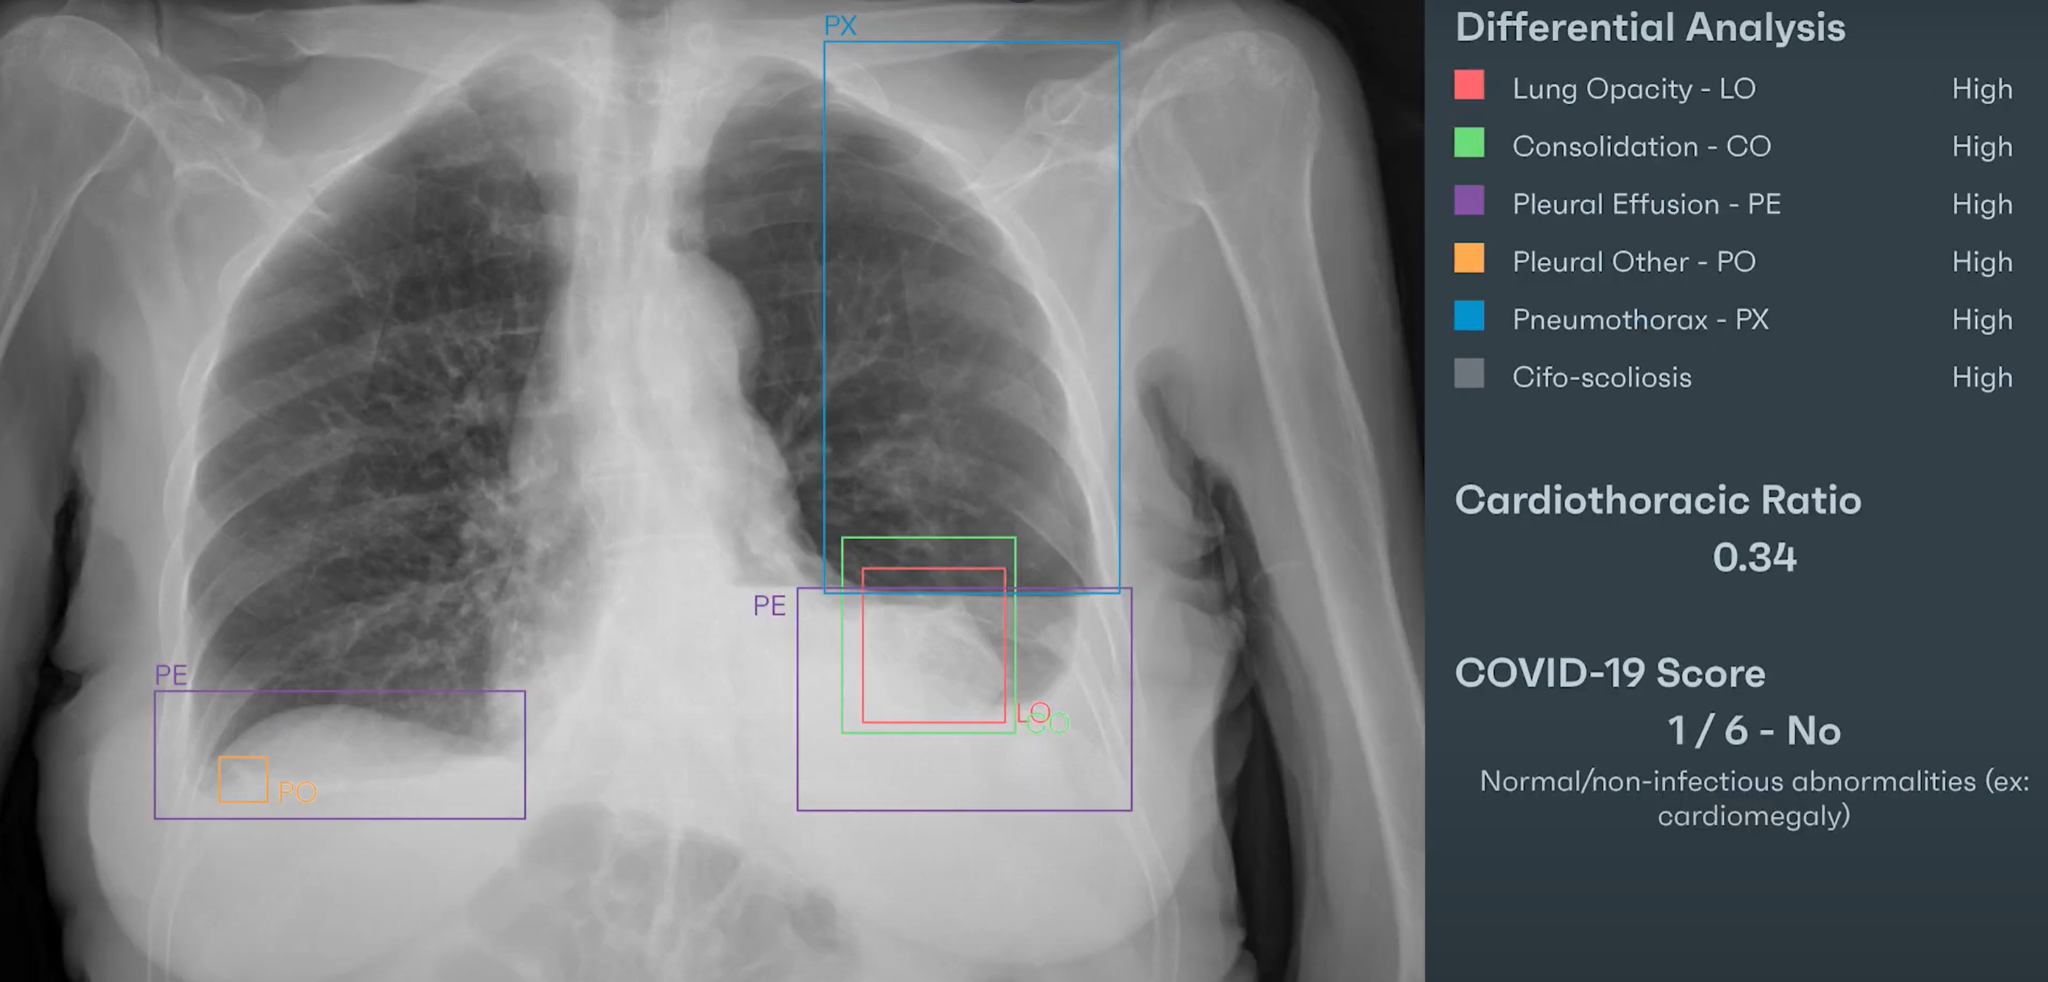 PX
PE
PE
LO
CO
PO
Differential Analysis
Lung Opacity - LO High
Consolidation - CO High
Pleural Effusion - PE High
Pleural Other - PO High
Pneumothorax - PX High
Cifo-scoliosis High
Cardiothoracic Ratio
0.34
COVID-19 Score
1 / 6 - No
Normal/non-infectious abnormalities (ex:
cardiomegaly)